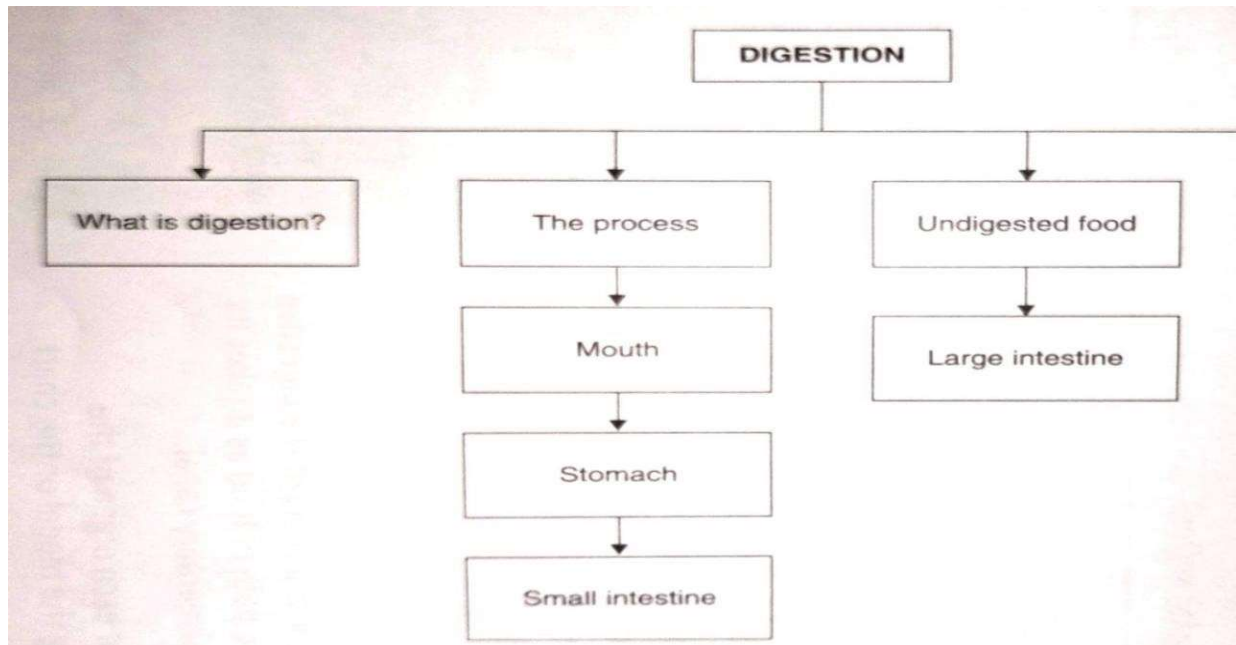 DIGESTION
What is digestion?
The process
Undigested food
Mouth
Large intestine
Stomach
Small intestine